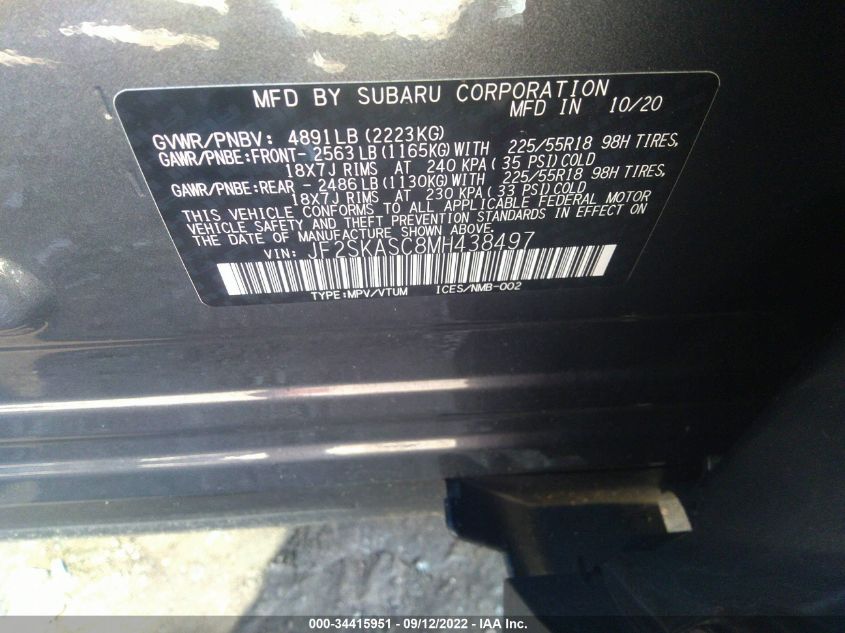 MFD BY SUBARU CORPORATION
MFD IN 10/20
GVWR/PNBV: 4891LB (2223KG)
GAWR/PNBE:FRONT- 2563 LB (1165KG) WITH 225/55R18 98H TIRES,
18X7J RIMS AT 240 KPA (35 PSI) COLD
GAWR/PNBE:REAR - 2486 LB (1130KG) WITH 225/55R18 98H TIRES,
18X7J RIMS AT 230 KPA (33 PSI) COLD
THIS VEHICLE CONFORMS TO ALL APPLICABLE FEDERAL MOTOR
VEHICLE SAFETY AND THEFT PREVENTION STANDARDS IN EFFECT ON
THE DATE OF MANUFACTURE SHOWN ABOVE.
VIN: JF2SKASC8MH438497
TYPE:MPV/VTUM ICES/NMB-002
000-34415951 - 09/12/2022 - IAA Inc.